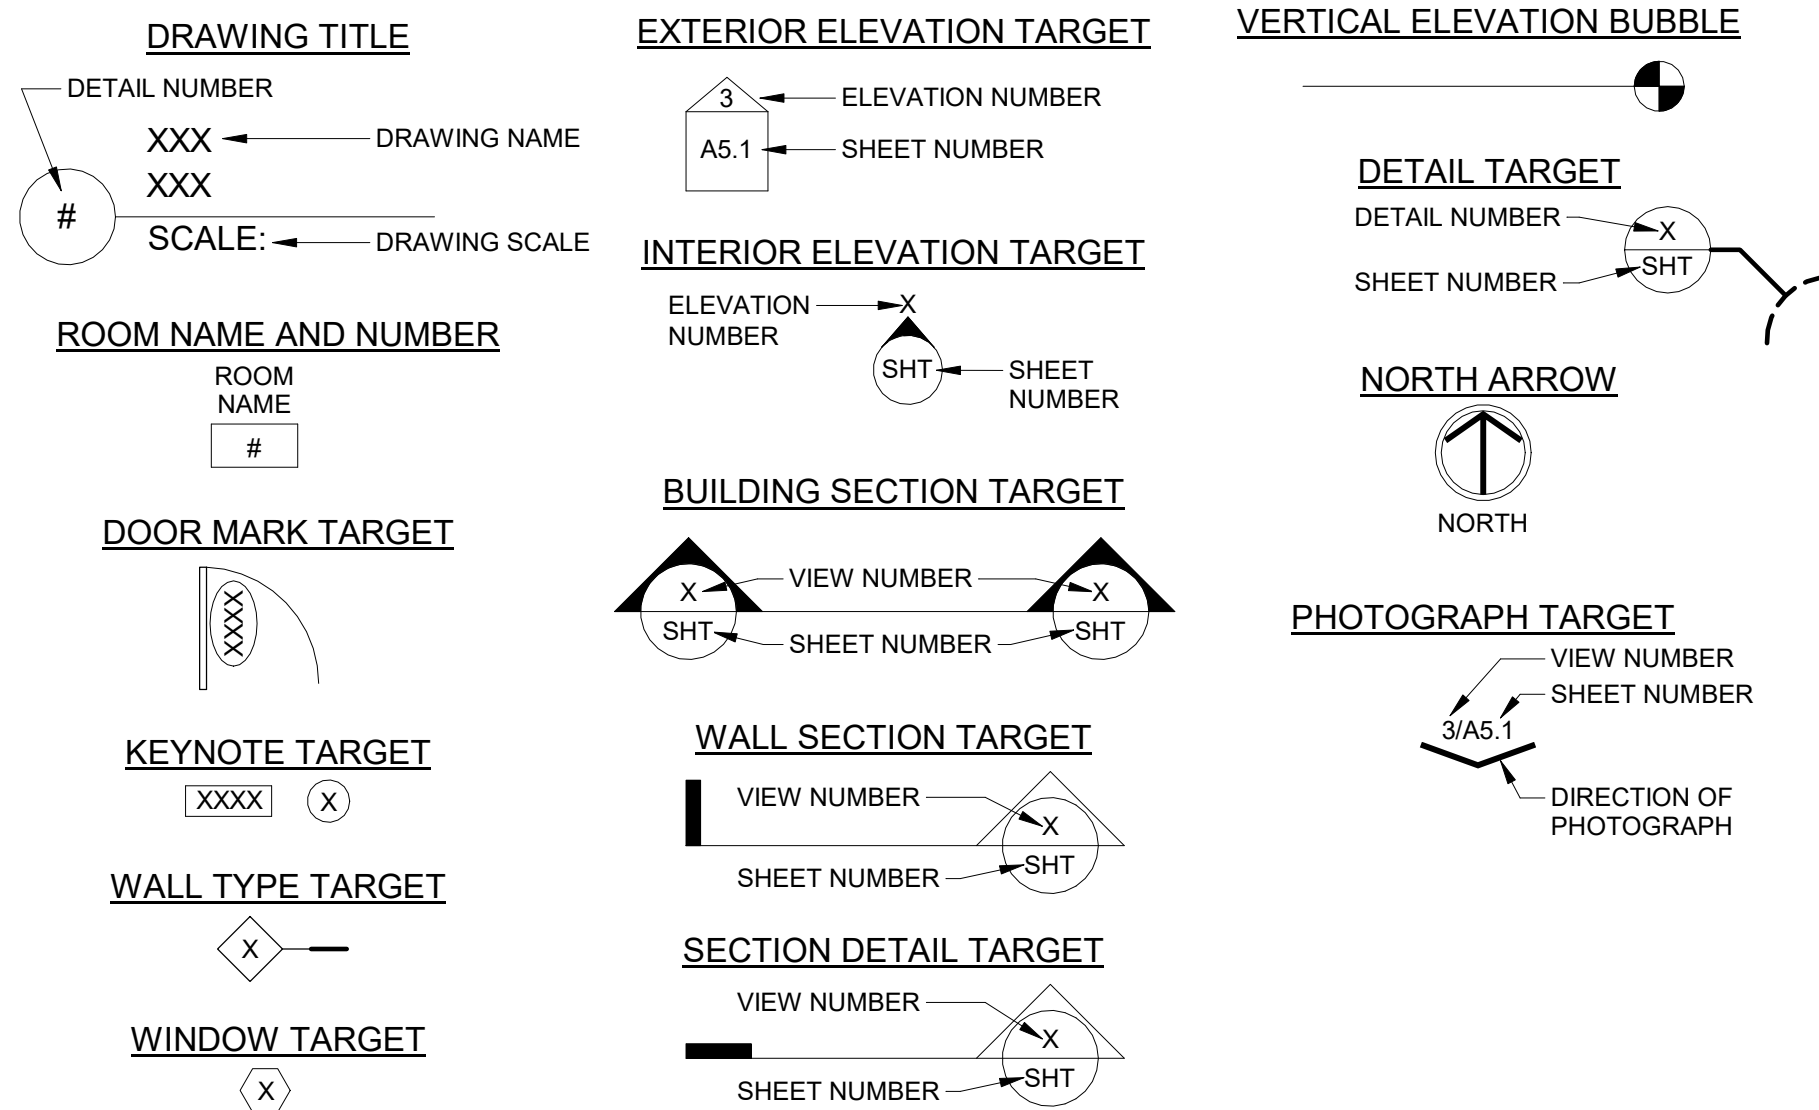 DRAWING TITLE
DETAIL NUMBER
XXX
DRAWING NAME
XXX
#
SCALE:
DRAWING SCALE
ROOM NAME AND NUMBER
ROOM
NAME
#
DOOR MARK TARGET
XXXX
KEYNOTE TARGET
XXXX
X
WALL TYPE TARGET
X
WINDOW TARGET
X
EXTERIOR ELEVATION TARGET
3
ELEVATION NUMBER
A5.1
SHEET NUMBER
INTERIOR ELEVATION TARGET
ELEVATION
NUMBER
X
SHT
SHEET
NUMBER
BUILDING SECTION TARGET
X
VIEW NUMBER
X
SHT
SHEET NUMBER
SHT
WALL SECTION TARGET
VIEW NUMBER
X
SHEET NUMBER
SHT
SECTION DETAIL TARGET
VIEW NUMBER
X
SHEET NUMBER
SHT
VERTICAL ELEVATION BUBBLE
DETAIL TARGET
DETAIL NUMBER
X
SHEET NUMBER
SHT
NORTH ARROW
NORTH
PHOTOGRAPH TARGET
VIEW NUMBER
SHEET NUMBER
3/A5.1
DIRECTION OF
PHOTOGRAPH